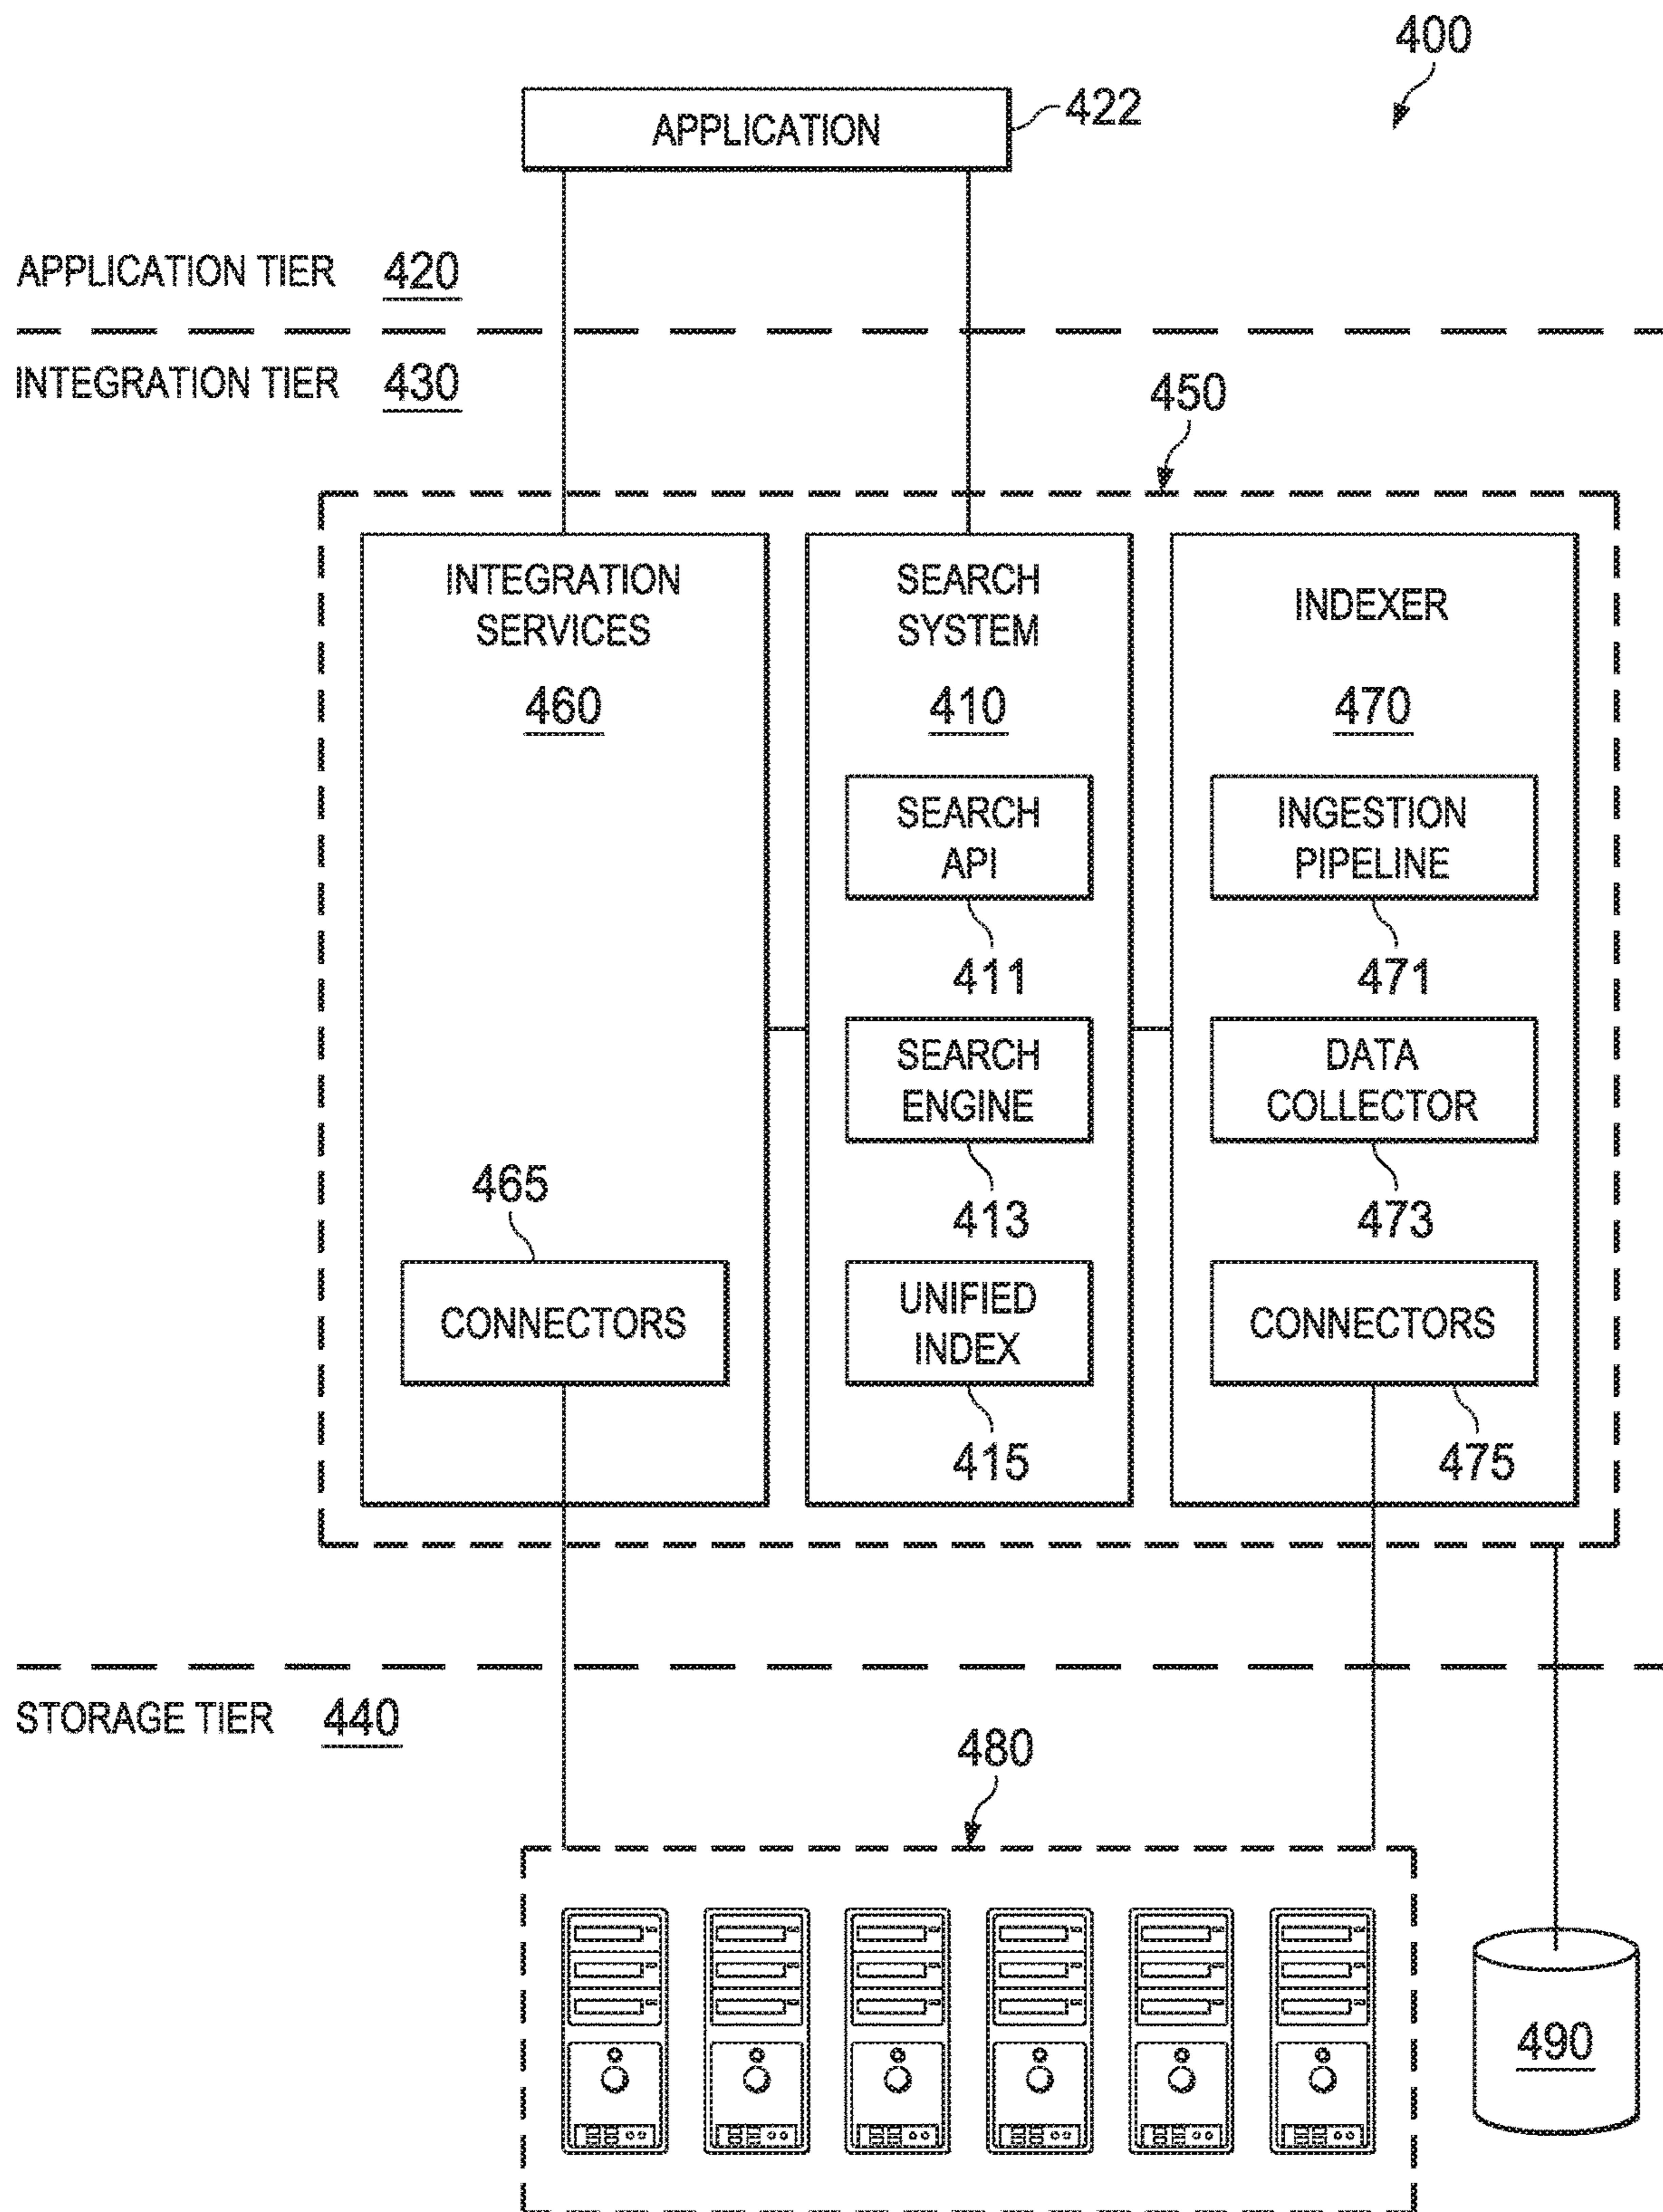 400
APPLICATION
422
APPLICATION TIER 420
INTEGRATION TIER 430
450
INTEGRATION
SERVICES
460
465
CONNECTORS
SEARCH
SYSTEM
410
SEARCH
API
411
SEARCH
ENGINE
413
UNIFIED
INDEX
415
INDEXER
470
INGESTION
PIPELINE
471
DATA
COLLECTOR
473
CONNECTORS
475
STORAGE TIER 440
480
490